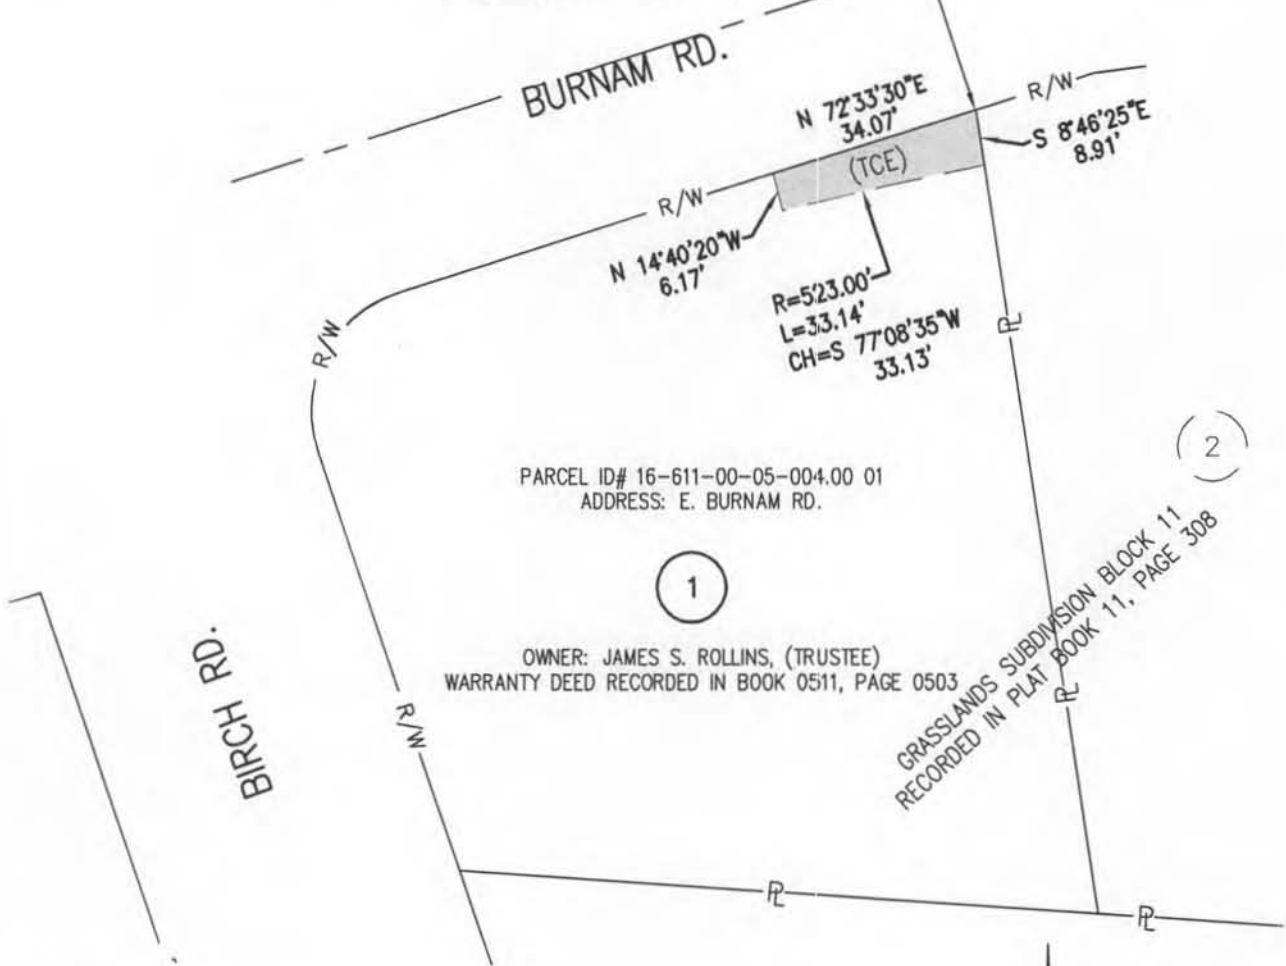 BURNAM RD.
N 72°33'30"E
34.07'
R/W
S 8°46'25"E
8.91'
(TCE)
R/W
N 14°40'20"W
6.17'
R=523.00'
L=33.14'
CH=S 77°08'35"W
33.13'
R/W
PL
2
PARCEL ID# 16-611-00-05-004.00 01
ADDRESS: E. BURNAM RD.
1
OWNER: JAMES S. ROLLINS, (TRUSTEE)
WARRANTY DEED RECORDED IN BOOK 0511, PAGE 0503
GRASSLANDS SUBDIVISION BLOCK 11
RECORDED IN PLAT BOOK 11, PAGE 308
PL
BIRCH RD.
R/W
PL
PL